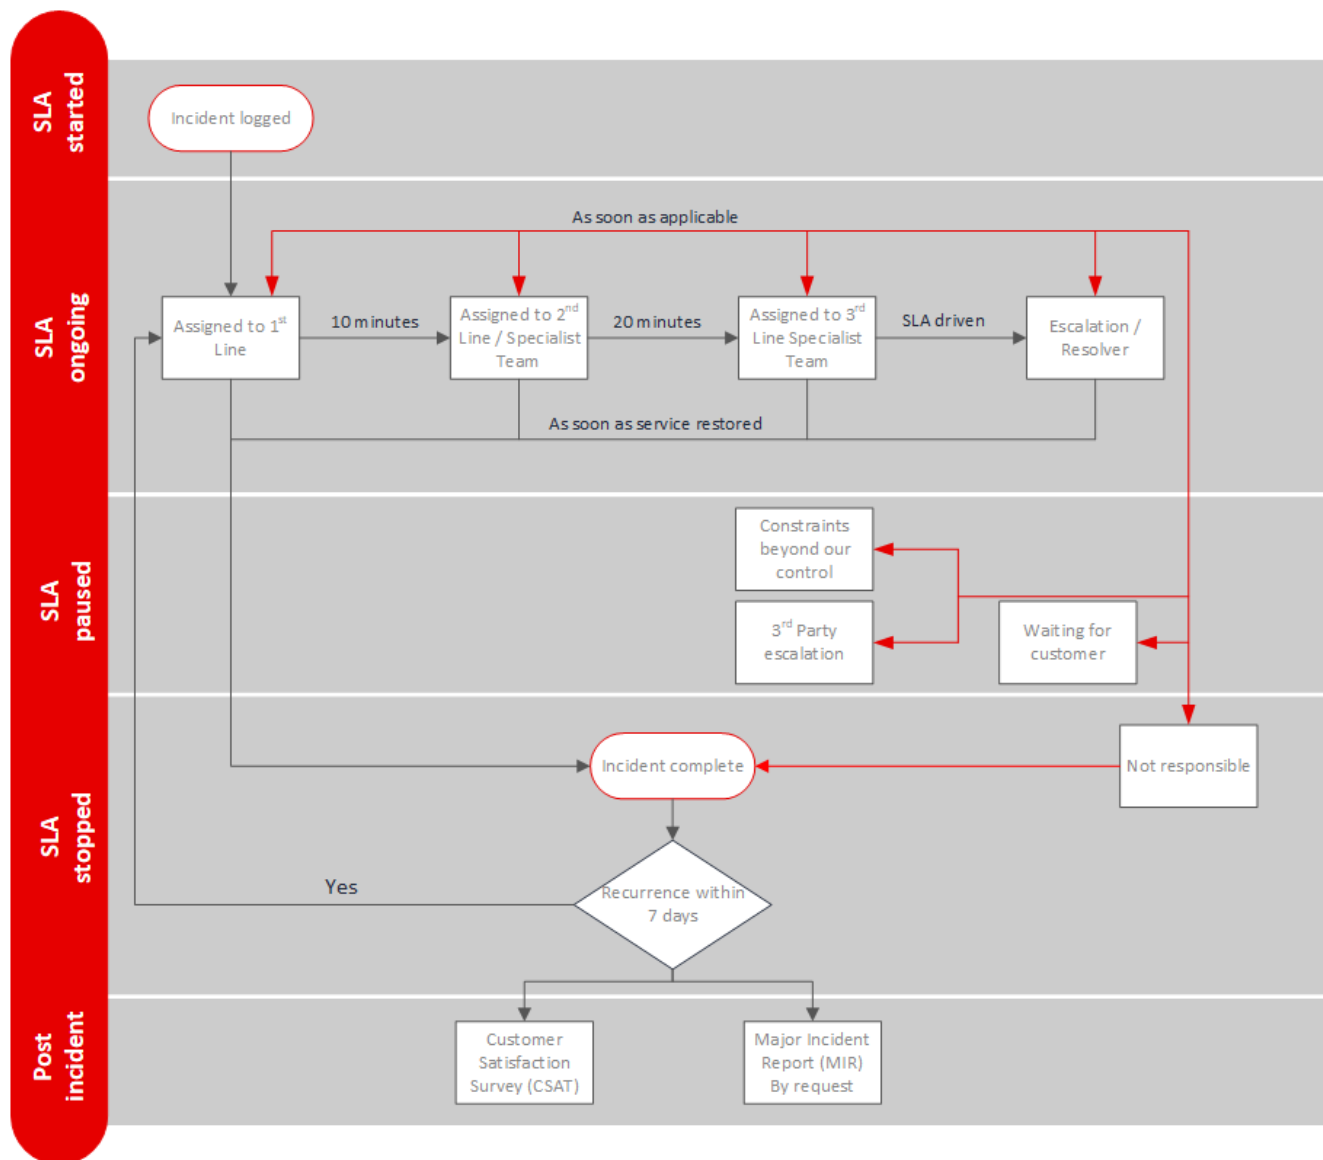 SLA
started
Incident logged
SLA
ongoing
As soon as applicable
Assigned to 1st
Line
10 minutes
Assigned to 2nd
Line / Specialist
Team
20 minutes
Assigned to 3rd
Line Specialist
Team
SLA driven
Escalation /
Resolver
As soon as service restored
SLA
paused
Constraints
beyond our
control
3rd Party
escalation
Waiting for
customer
SLA
stopped
Incident complete
Not responsible
Yes
Recurrence within
7 days
Post
incident
Customer
Satisfaction
Survey (CSAT)
Major Incident
Report (MIR)
By request